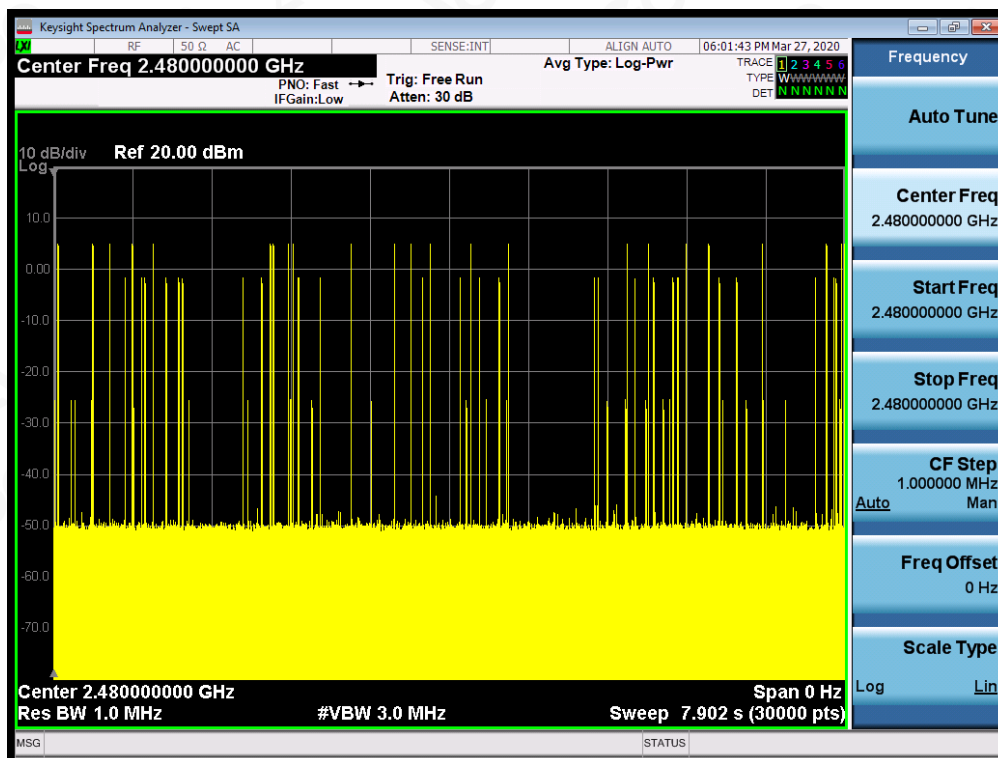 Keysight Spectrum Analyzer - Swept SA
LXI RF 50 Ω AC SENSE:INT ALIGN AUTO 06:01:43 PM Mar 27, 2020
Center Freq 2.480000000 GHz
PNO: Fast
IFGain:Low
Trig: Free Run
Atten: 30 dB
Avg Type: Log-Pwr
TRACE 1 2 3 4 5 6
TYPE WWWWWW
DET N N N N N N
10 dB/div Ref 20.00 dBm
Log
10.0
0.00
-10.0
-20.0
-30.0
-40.0
-50.0
-60.0
-70.0
Center 2.480000000 GHz Span 0 Hz
Res BW 1.0 MHz #VBW 3.0 MHz Sweep 7.902 s (30000 pts)
MSG STATUS
Frequency
Auto Tune
Center Freq
2.480000000 GHz
Start Freq
2.480000000 GHz
Stop Freq
2.480000000 GHz
CF Step
1.000000 MHz
Auto Man
Freq Offset
0 Hz
Scale Type
Log Lin